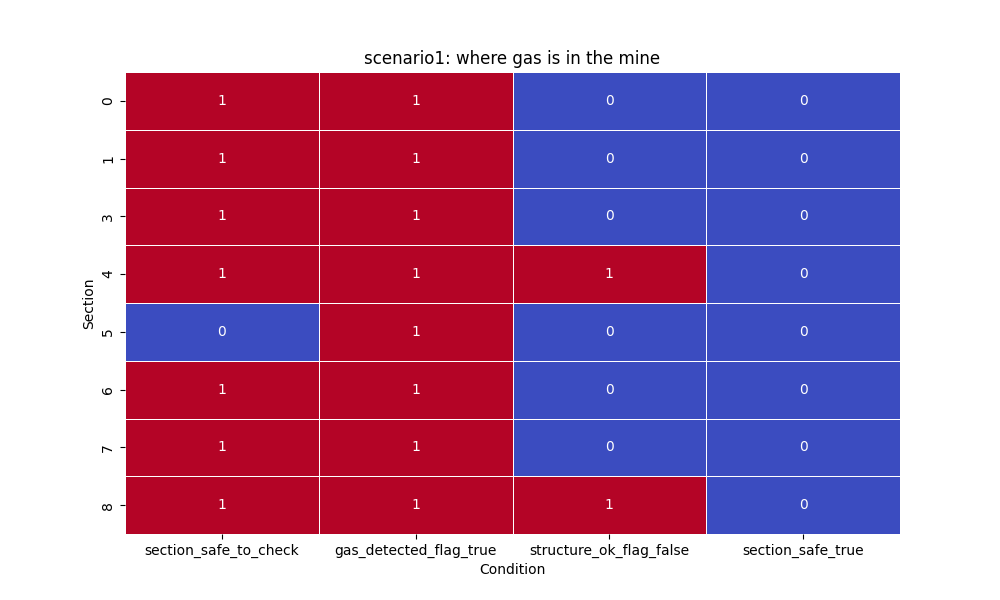 scenario1: where gas is in the mine
0 1 1 0 0
1 1 1 0 0
3 1 1 0 0
4 1 1 1 0
5 0 1 0 0
6 1 1 0 0
7 1 1 0 0
8 1 1 1 0
Section
section_safe_to_check gas_detected_flag_true structure_ok_flag_false section_safe_true
Condition